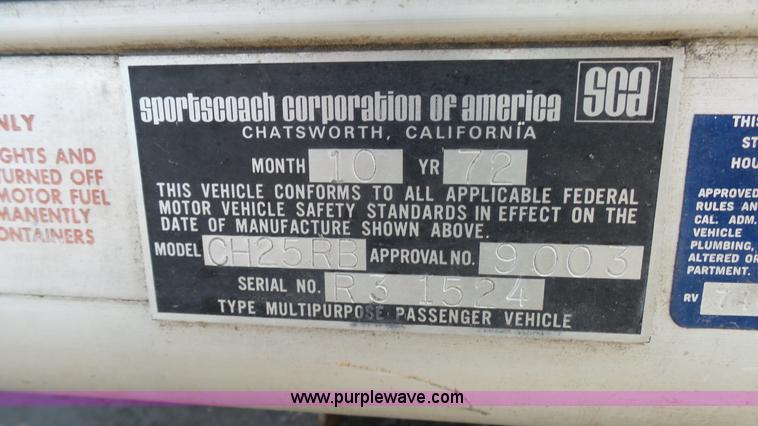 NLY
GHTS AND
TURNED OFF
MOTOR FUEL
MANENTLY
ONTAINERS
sportscoach corporation of america
sca
CHATSWORTH, CALIFORNIA
MONTH 10 YR 72
THIS VEHICLE CONFORMS TO ALL APPLICABLE FEDERAL
MOTOR VEHICLE SAFETY STANDARDS IN EFFECT ON THE
DATE OF MANUFACTURE SHOWN ABOVE.
MODEL CH25RB APPROVAL NO. 9003
SERIAL NO. R3 1524
TYPE MULTIPURPOSE PASSENGER VEHICLE
THIS
ST
HOU
APPROVED
RULES AN
CAL. ADM.
VEHICLE
PLUMBING,
ALTERED OR
PARTMENT.
RV
www.purplewave.com